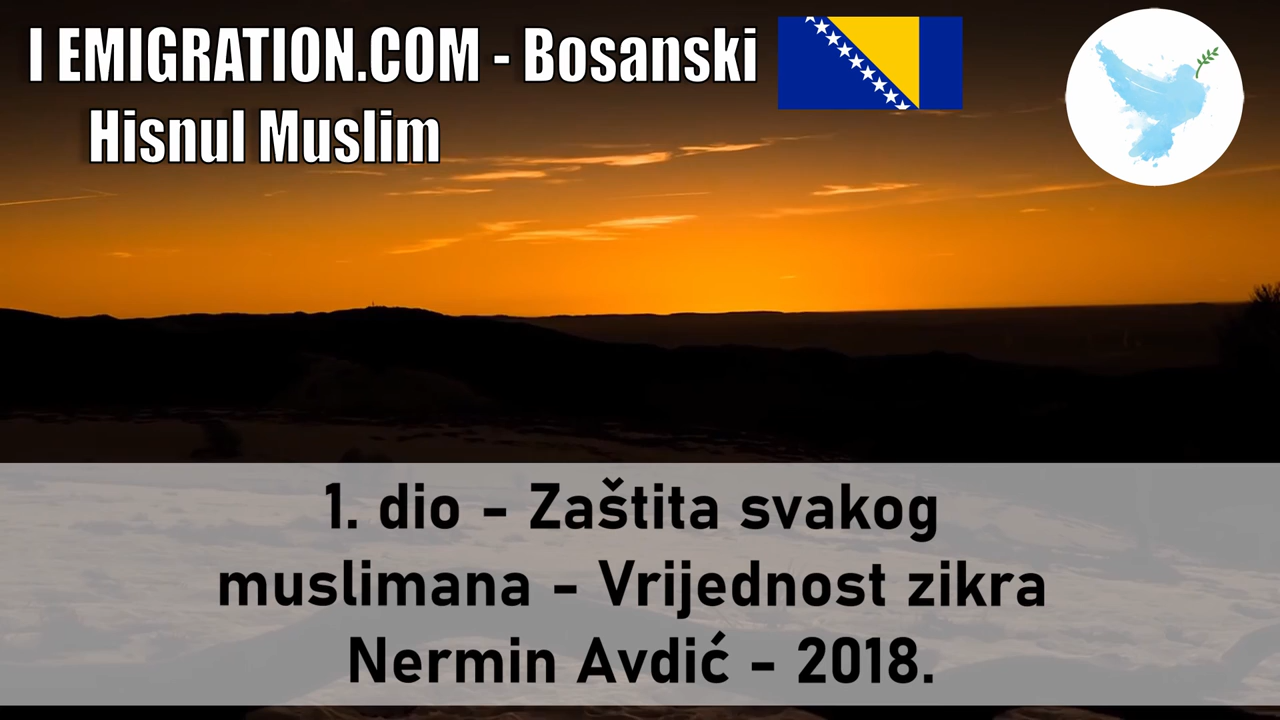 I EMIGRATION.COM - Bosanski
Hisnul Muslim
1. dio - Zaštita svakog
muslimana - Vrijednost zikra
Nermin Avdić - 2018.